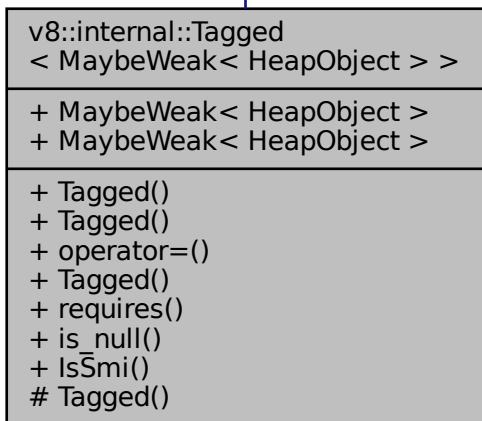 v8::internal::Tagged
< MaybeWeak< HeapObject > >
+ MaybeWeak< HeapObject >
+ MaybeWeak< HeapObject >
+ Tagged()
+ Tagged()
+ operator=()
+ Tagged()
+ requires()
+ is_null()
+ IsSmi()
# Tagged()